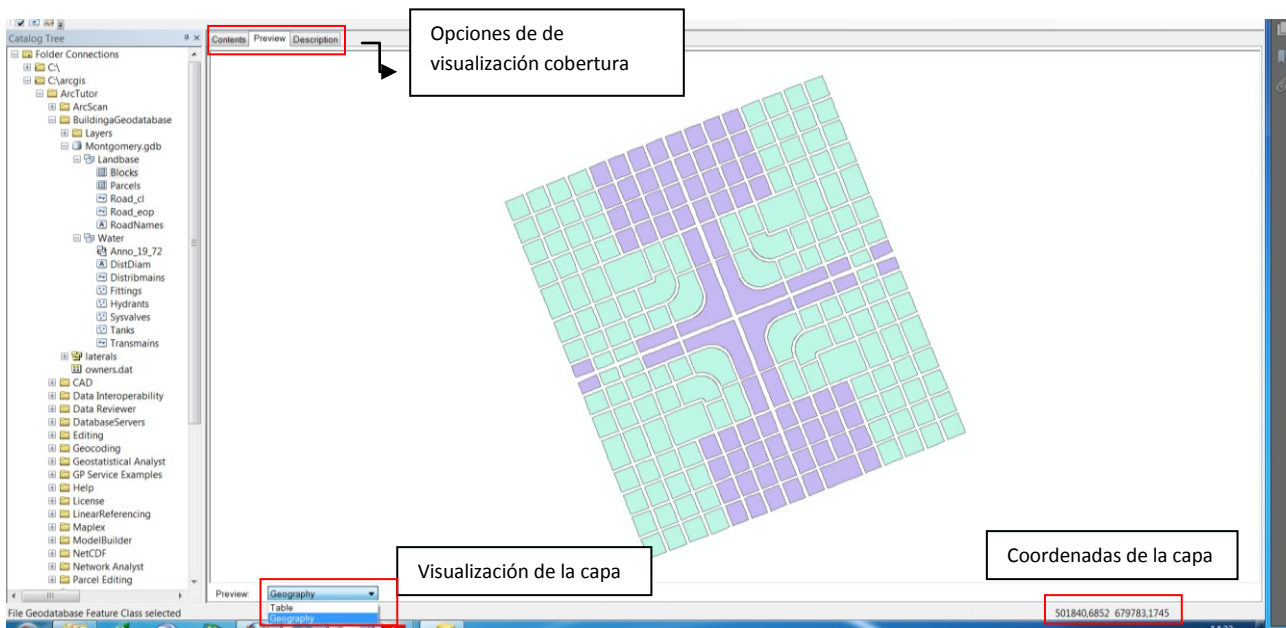 Catalog Tree
Folder Connections
C:\
C:\arcgis
ArcTutor
ArcScan
BuildingaGeodatabase
Layers
Montgomery.gdb
Landbase
Blocks
Parcels
Road_cl
Road_eop
RoadNames
Water
Anno_19_72
DistDiam
Distribmains
Fittings
Hydrants
Sysvalves
Tanks
Transmains
laterals
owners.dat
CAD
Data Interoperability
Data Reviewer
DatabaseServers
Editing
Geocoding
Geostatistical Analyst
GP Service Examples
Help
License
LinearReferencing
Maplex
ModelBuilder
NetCDF
Network Analyst
Parcel Editing
File Geodatabase Feature Class selected
Contents Preview Description
Opciones de de
visualización cobertura
Visualización de la capa
Coordenadas de la capa
Preview: Geography
Table
Geography
501840,6852 679783,1745